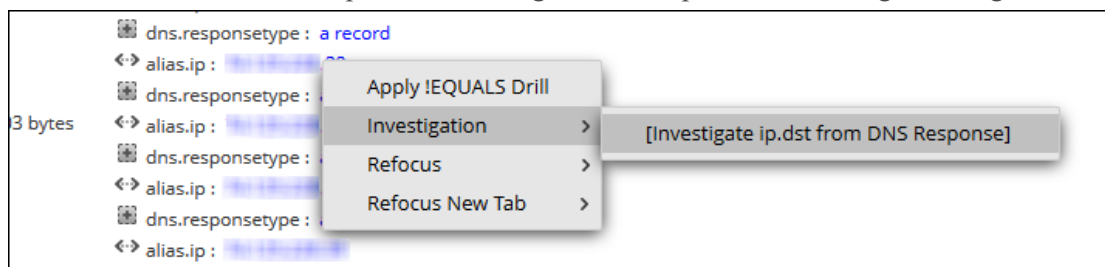 dns.responsetype : a record
alias.ip :
Apply !EQUALS Drill
dns.responsetype :
3 bytes
alias.ip :
Investigation >
[Investigate ip.dst from DNS Response]
dns.responsetype :
Refocus >
alias.ip :
Refocus New Tab >
dns.responsetype :
alias.ip :